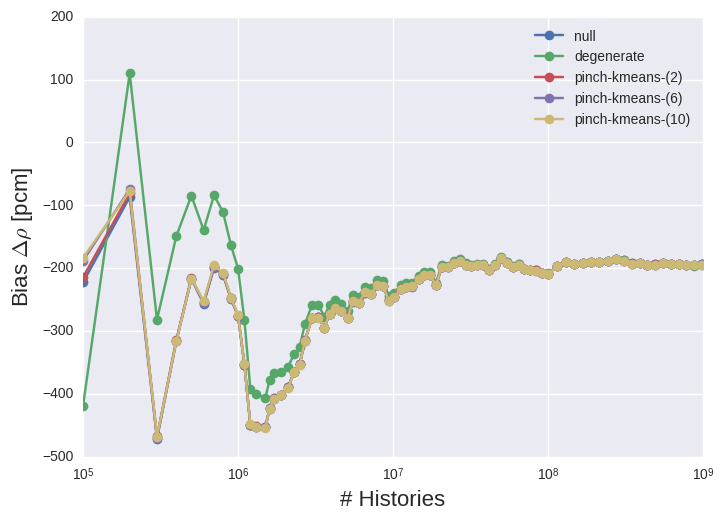 200
100
0
−100
−200
−300
−400
−500
Bias Δρ [pcm]
null
degenerate
pinch-kmeans-(2)
pinch-kmeans-(6)
pinch-kmeans-(10)
10⁵ 10⁶ 10⁷ 10⁸ 10⁹
# Histories